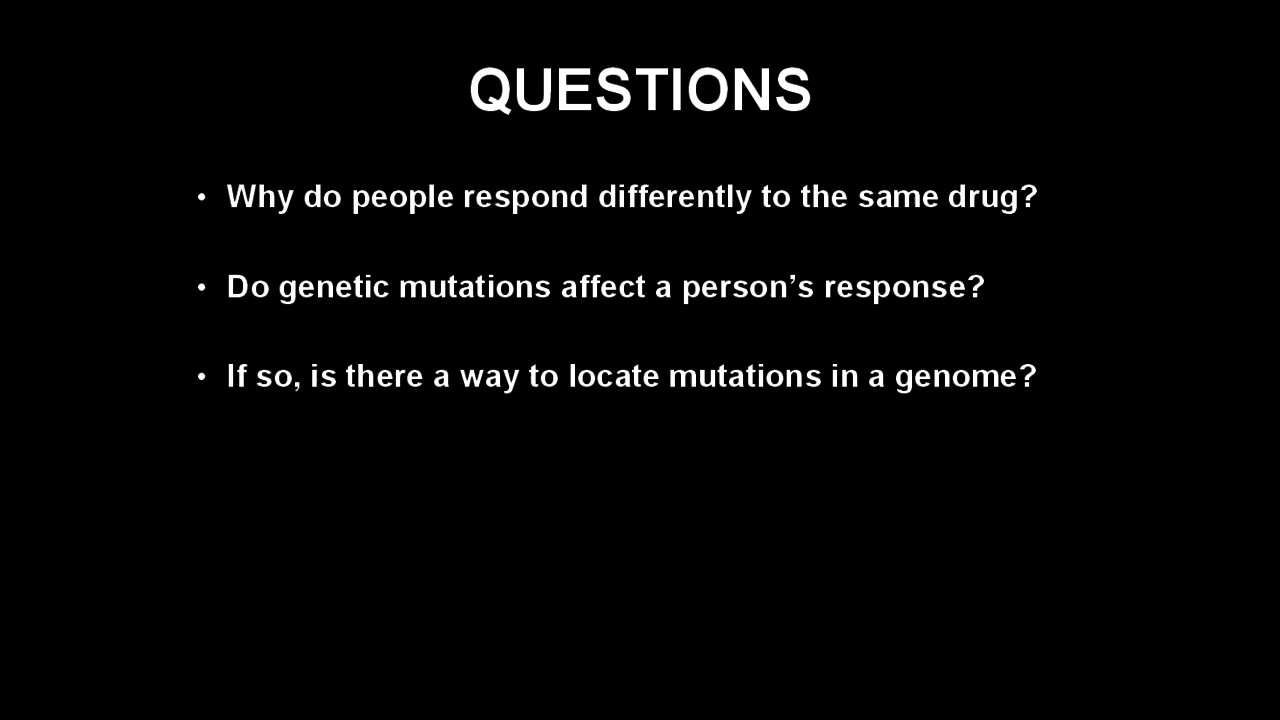 QUESTIONS
• Why do people respond differently to the same drug?
• Do genetic mutations affect a person’s response?
• If so, is there a way to locate mutations in a genome?